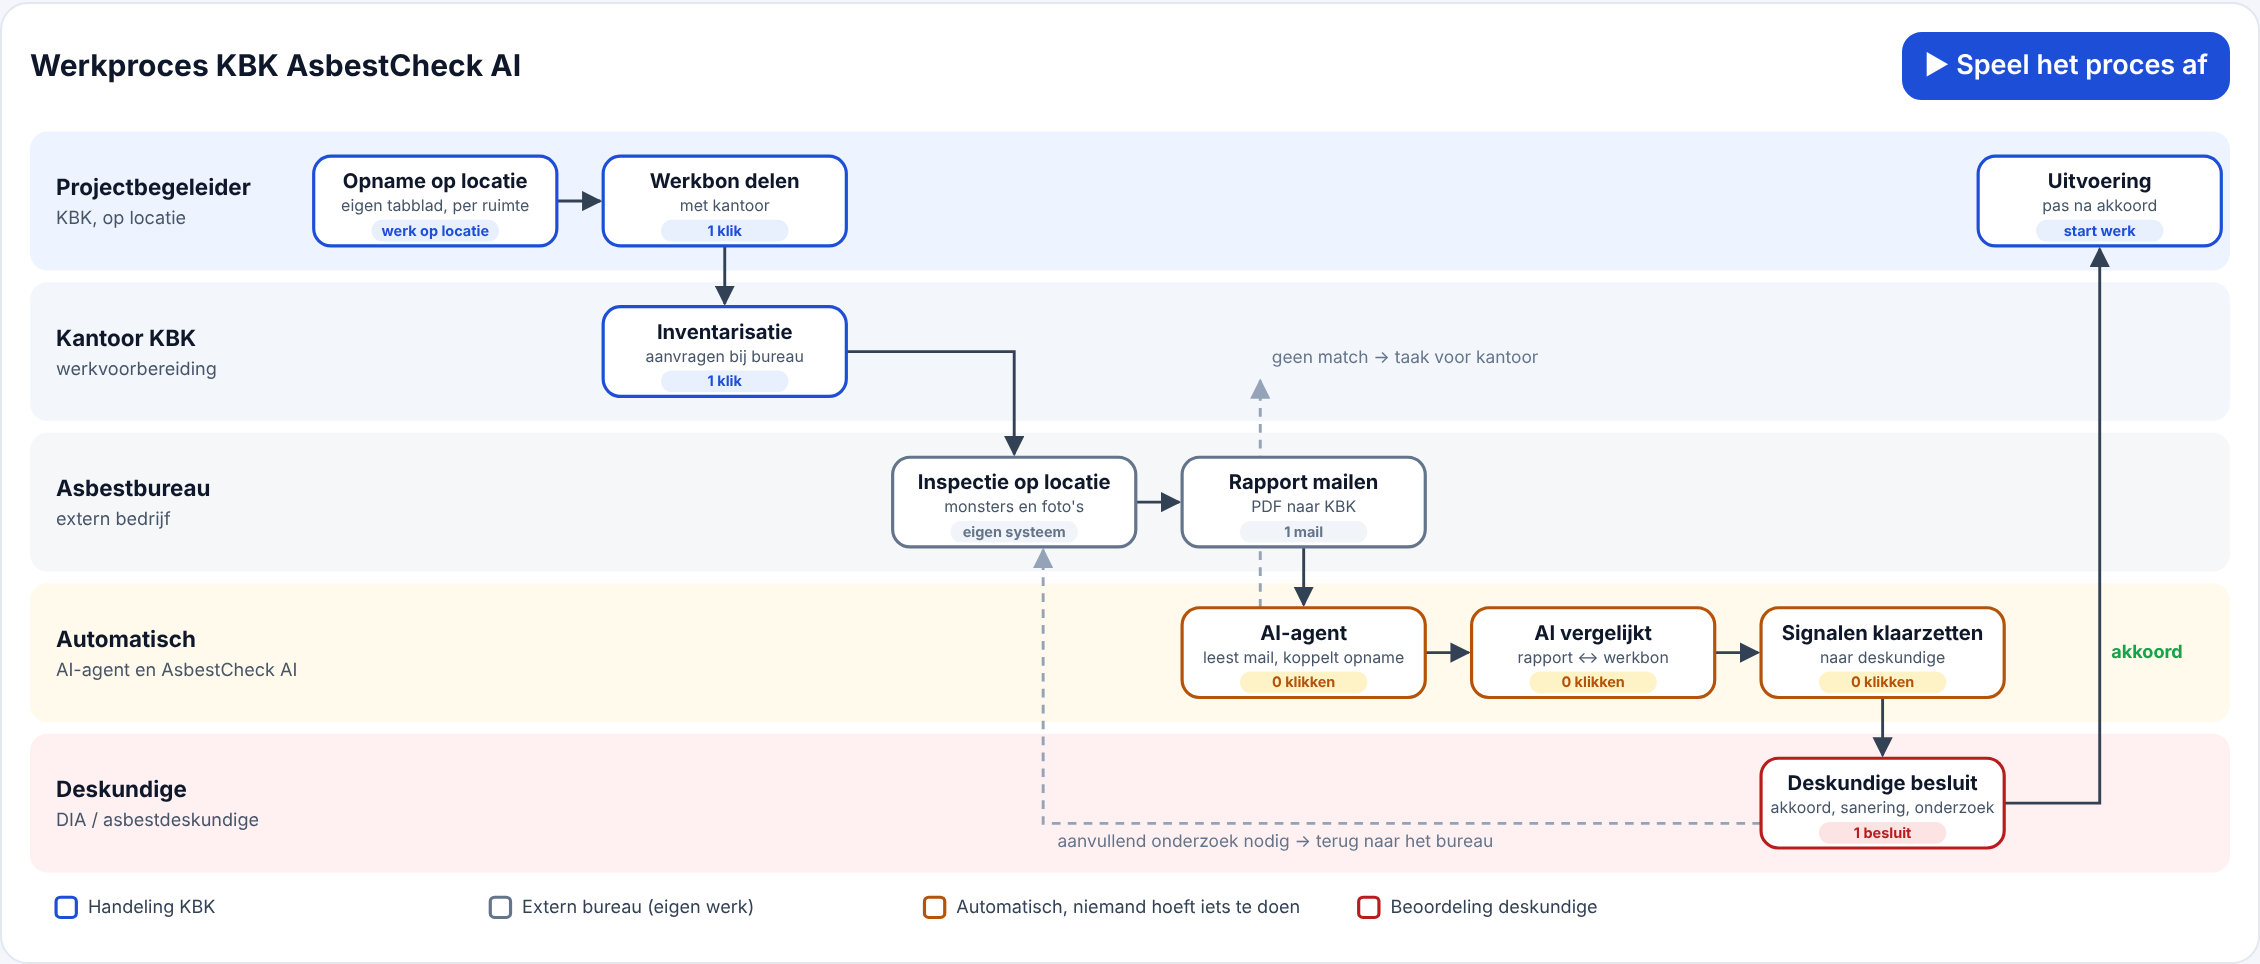 Werkproces KBK AsbestCheck AI
▶ Speel het proces af
Projectbegeleider
KBK, op locatie
Opname op locatie
eigen tabblad, per ruimte
werk op locatie
Werkbon delen
met kantoor
1 klik
Uitvoering
pas na akkoord
start werk
Kantoor KBK
werkvoorbereiding
Inventarisatie
aanvragen bij bureau
1 klik
geen match → taak voor kantoor
Asbestbureau
extern bedrijf
Inspectie op locatie
monsters en foto's
eigen systeem
Rapport mailen
PDF naar KBK
1 mail
Automatisch
AI-agent en AsbestCheck AI
AI-agent
leest mail, koppelt opname
0 klikken
AI vergelijkt
rapport ↔ werkbon
0 klikken
Signalen klaarzetten
naar deskundige
0 klikken
akkoord
Deskundige
DIA / asbestdeskundige
Deskundige besluit
akkoord, sanering, onderzoek
1 besluit
aanvullend onderzoek nodig → terug naar het bureau
Handeling KBK
Extern bureau (eigen werk)
Automatisch, niemand hoeft iets te doen
Beoordeling deskundige